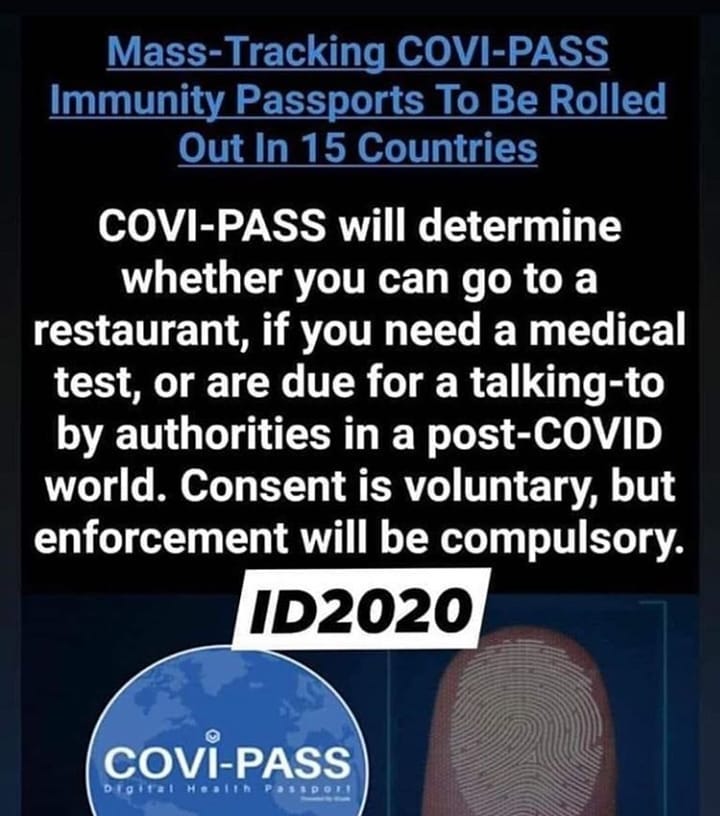 Mass-Tracking COVI-PASS
Immunity Passports To Be Rolled
Out In 15 Countries
COVI-PASS will determine
whether you can go to a
restaurant, if you need a medical
test, or are due for a talking-to
by authorities in a post-COVID
world. Consent is voluntary, but
enforcement will be compulsory.
ID2020
COVI-PASS
Digital Health Passport